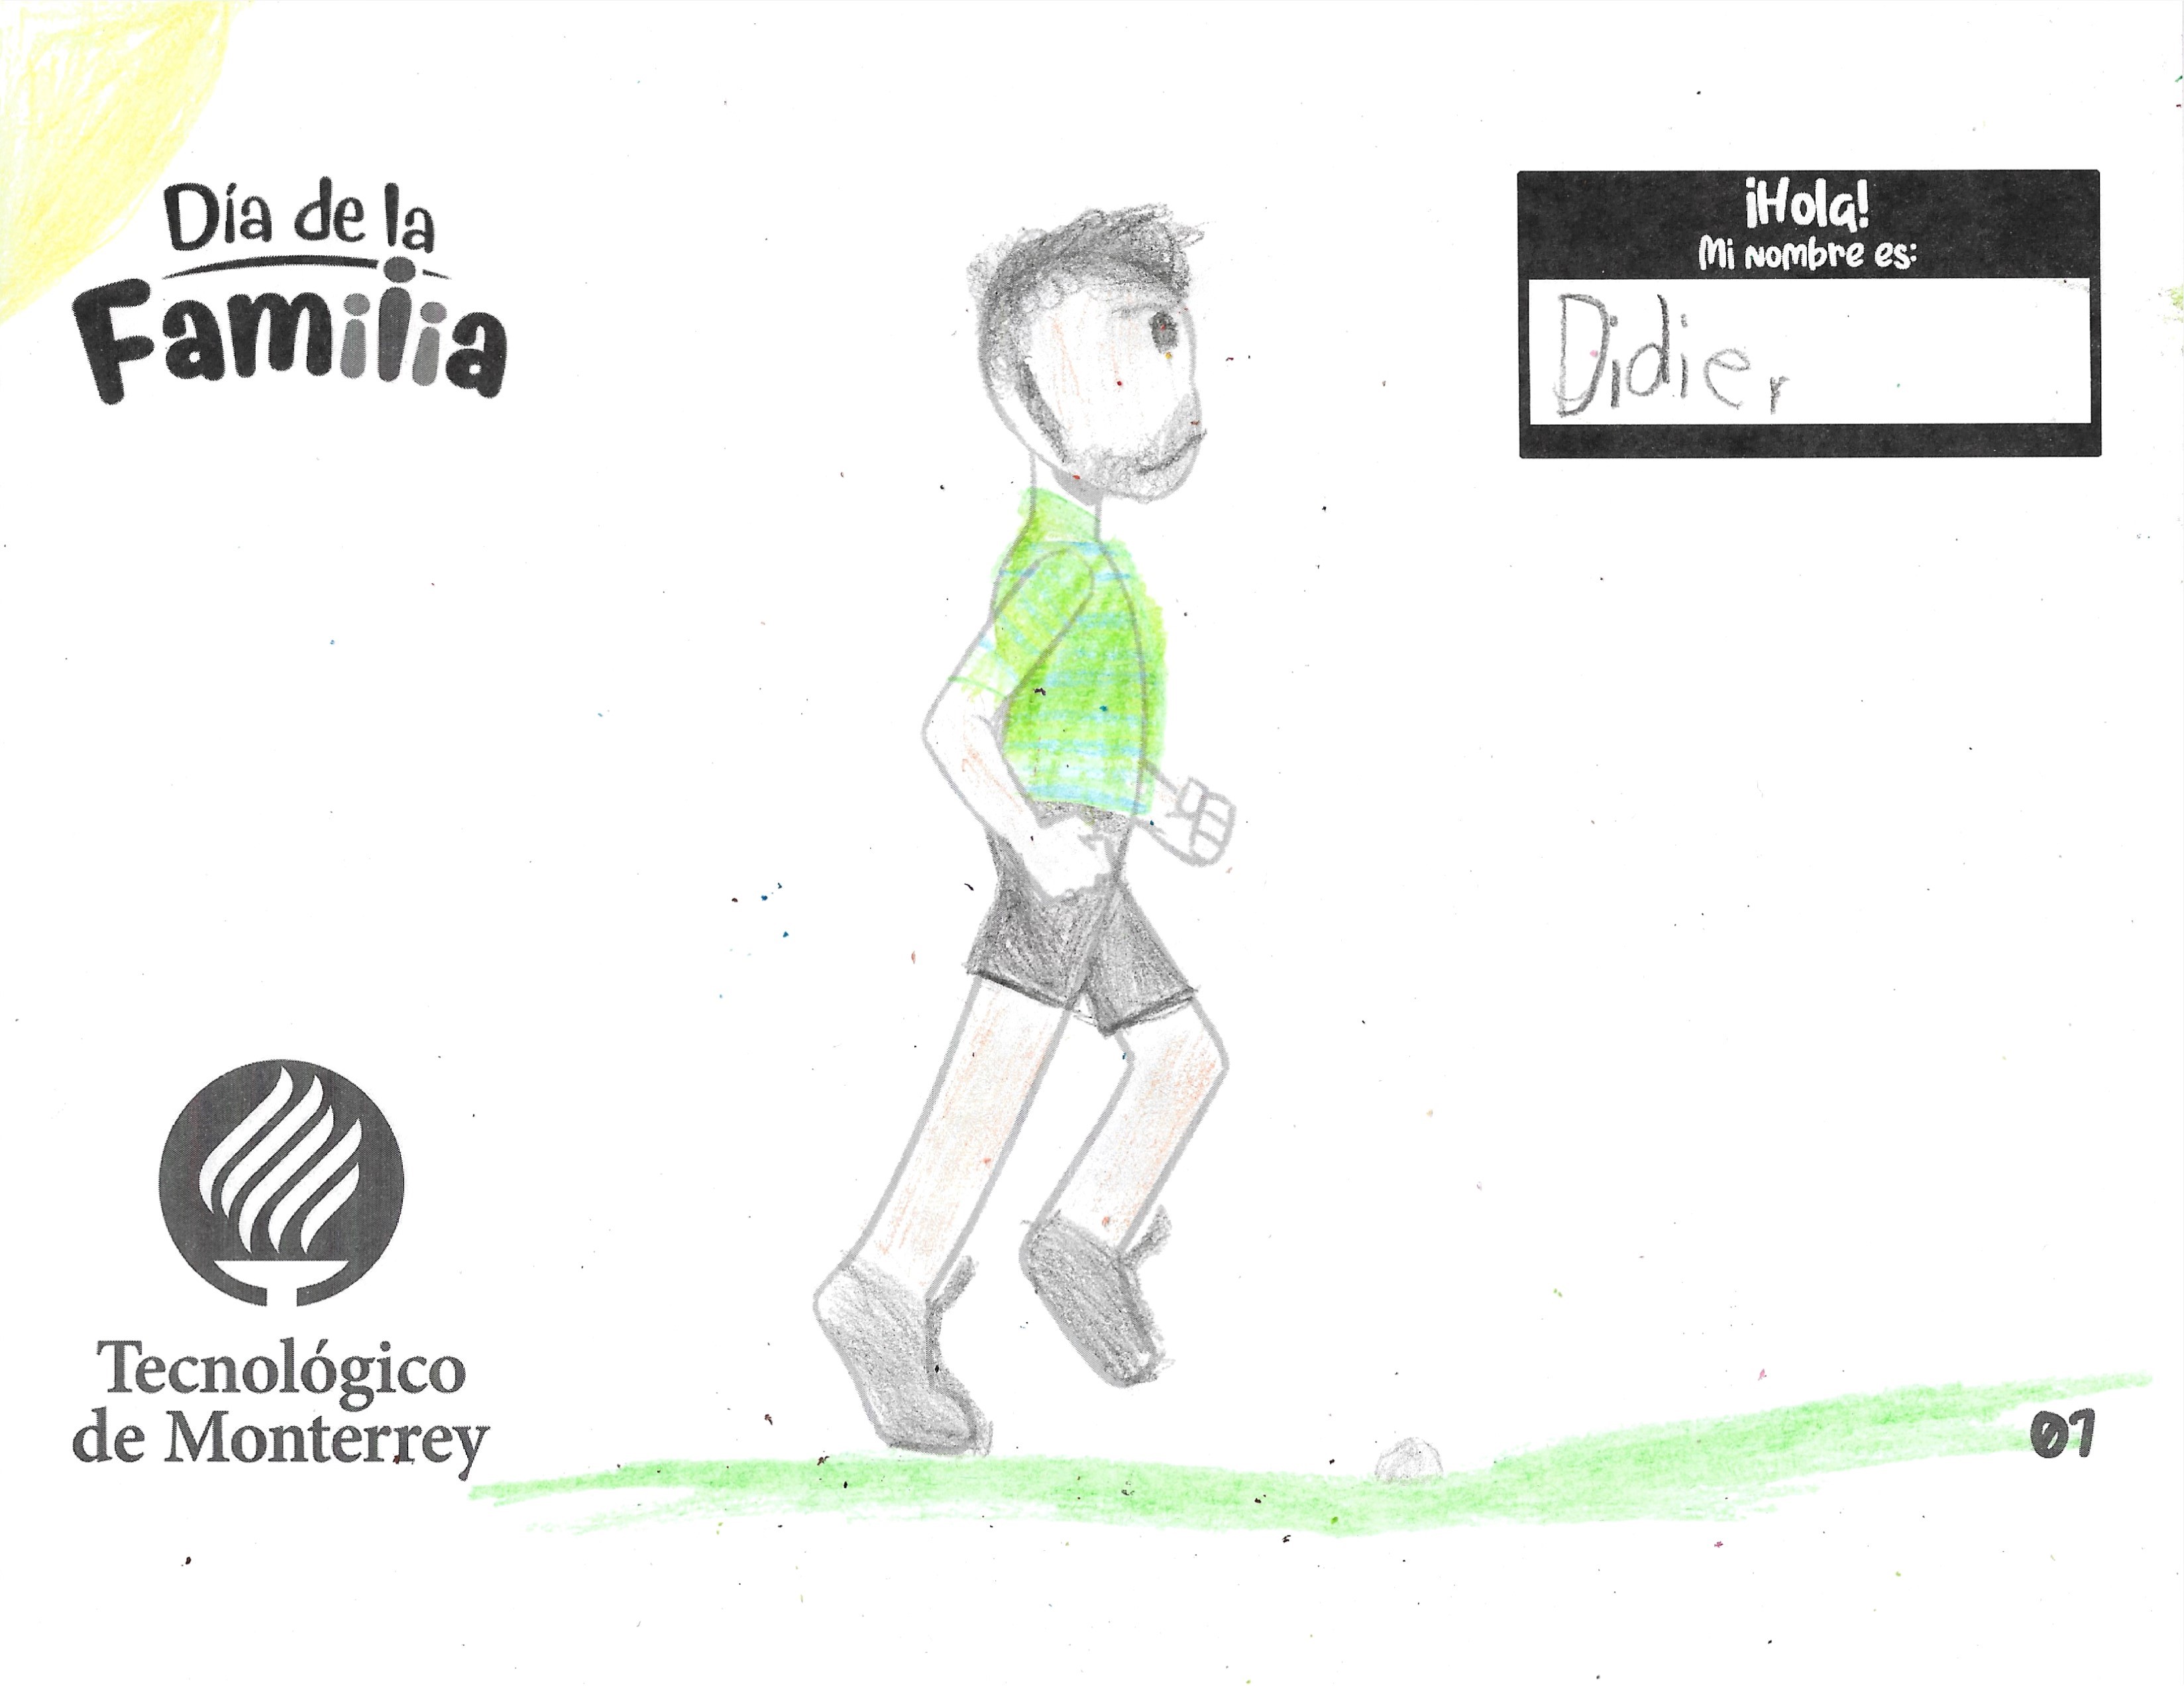 Día de la
Familia
¡Hola!
Mi nombre es:
Didier
Tecnológico
de Monterrey
07